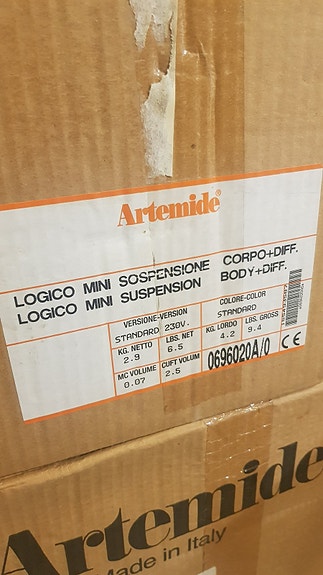 Artemide®
LOGICO MINI SOSPENSIONE CORPO+DIFF.
LOGICO MINI SUSPENSION BODY+DIFF.
VERSIONE-VERSION COLORE-COLOR
STANDARD 230V. STANDARD
KG. NETTO LBS. NET KG. LORDO LBS. GROSS
2.9 6.5 4.2 9.4
MC VOLUME CUFT VOLUM 0696020A/0 CE
0.07 2.5
Artemide
Made in Italy